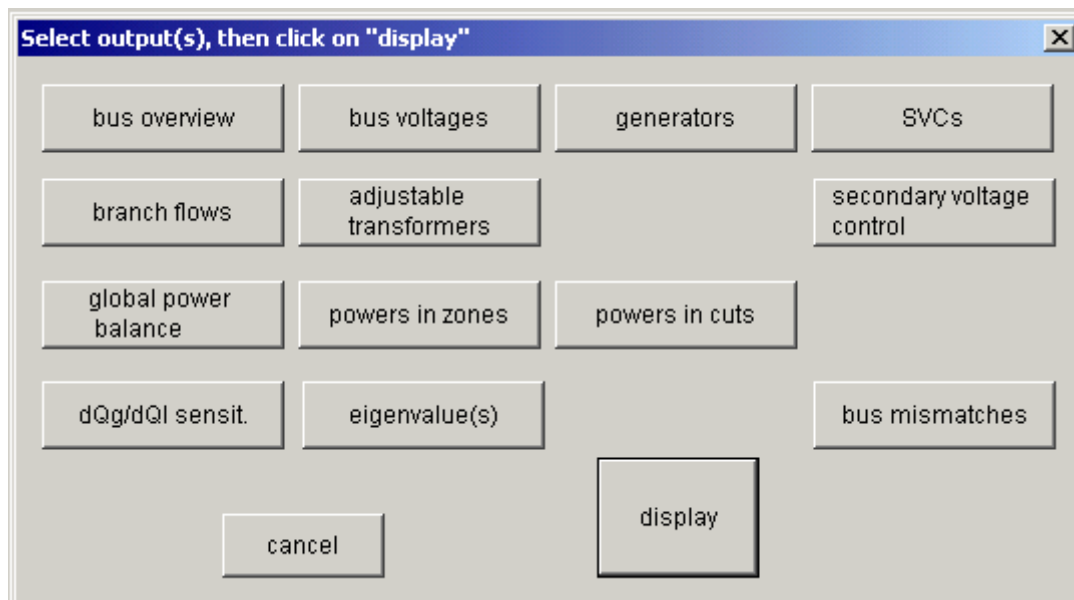 Select output(s), then click on "display"
bus overview
bus voltages
generators
SVCs
branch flows
adjustable
transformers
secondary voltage
control
global power
balance
powers in zones
powers in cuts
dQg/dQl sensit.
eigenvalue(s)
bus mismatches
display
cancel